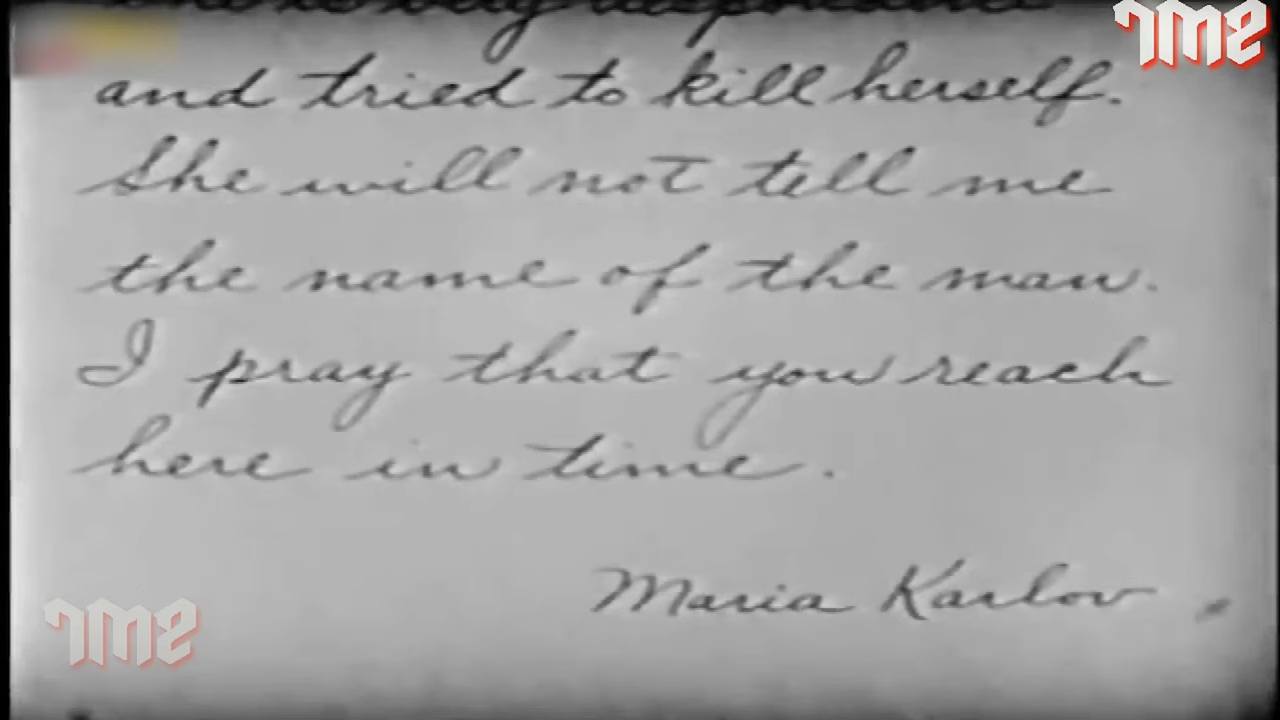 and tried to kill herself.
She will not tell me
the name of the man.
I pray that you reach
here in time.
Maria Karlov